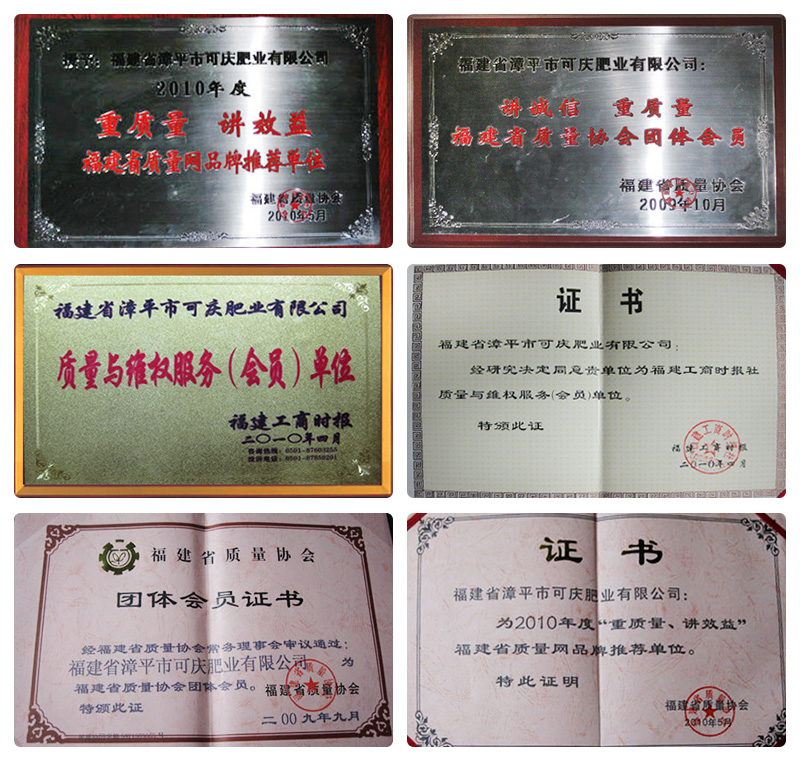 授予：福建省漳平市可庆肥业有限公司
2010年度
重质量 讲效益
福建省质量网品牌推荐单位
福建省质量协会
2010年5月
福建省漳平市可庆肥业有限公司：
讲诚信 重质量
福建省质量协会团体会员
福建省质量协会
2009年10月
福建省漳平市可庆肥业有限公司
质量与维权服务（会员）单位
福建工商时报
二〇一〇年四月
证 书
福建省漳平市可庆肥业有限公司：
经研究决定同意贵单位为福建工商时报社
质量与维权服务(会员)单位。
特颁此证
福建工商时报
二〇一〇年四月
福建省质量协会
团体会员证书
经福建省质量协会常务理事会审议通过：
福建省漳平市可庆肥业有限公司 为
福建省质量协会团体会员。
福建省质量协会
特颁此证
二00九年九月
证 书
福建省漳平市可庆肥业有限公司：
为2010年度“重质量、讲效益”
福建省质量网品牌推荐单位。
特此证明
福建省质量协会
2010年5月